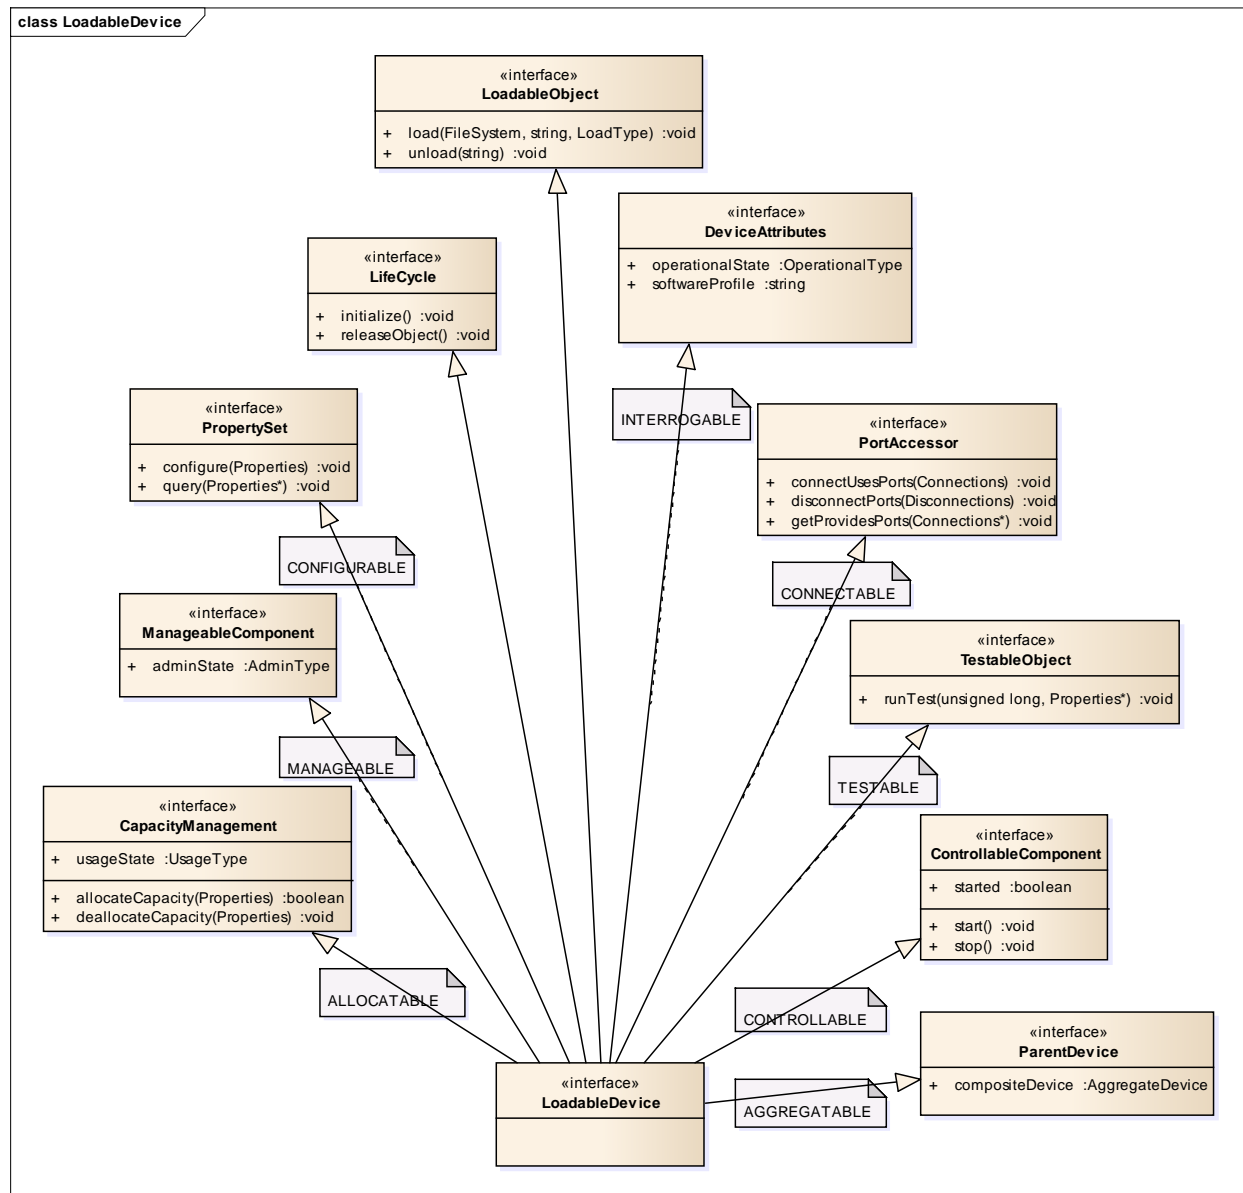 class LoadableDevice
«interface»
LoadableObject
+ load(FileSystem, string, LoadType) :void
+ unload(string) :void
«interface»
DeviceAttributes
+ operationalState :OperationalType
+ softwareProfile :string
«interface»
LifeCycle
+ initialize() :void
+ releaseObject() :void
«interface»
PropertySet
+ configure(Properties) :void
+ query(Properties*) :void
INTERROGABLE
«interface»
PortAccessor
+ connectUsesPorts(Connections) :void
+ disconnectPorts(Disconnections) :void
+ getProvidesPorts(Connections*) :void
CONFIGURABLE
CONNECTABLE
«interface»
ManageableComponent
+ adminState :AdminType
«interface»
TestableObject
+ runTest(unsigned long, Properties*) :void
MANAGEABLE
TESTABLE
«interface»
CapacityManagement
+ usageState :UsageType
+ allocateCapacity(Properties) :boolean
+ deallocateCapacity(Properties) :void
«interface»
ControllableComponent
+ started :boolean
+ start() :void
+ stop() :void
ALLOCATABLE
CONTROLLABLE
«interface»
ParentDevice
+ compositeDevice :AggregateDevice
«interface»
LoadableDevice
AGGREGATABLE